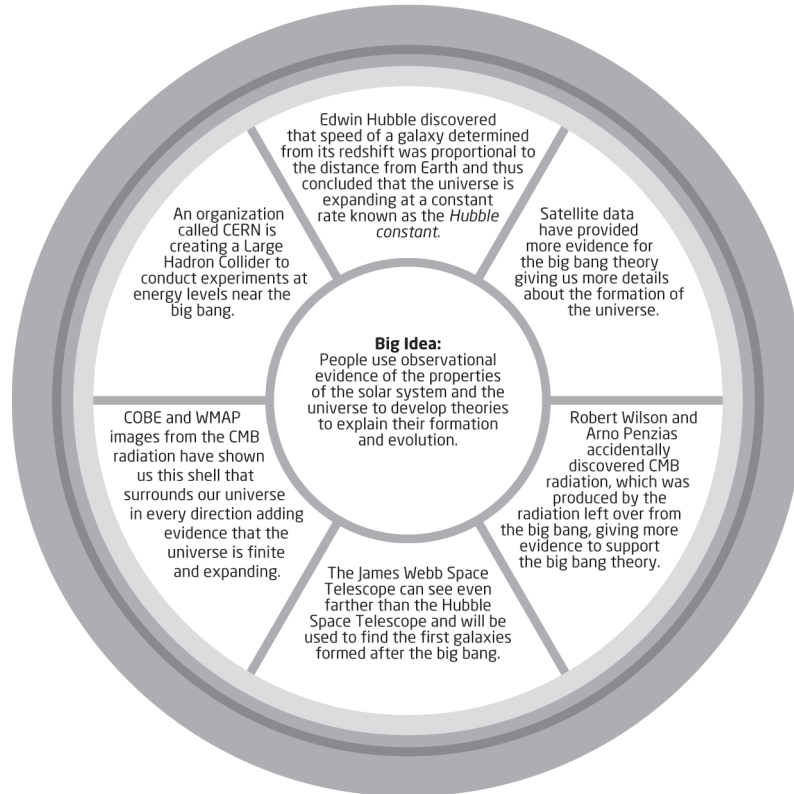 Edwin Hubble discovered
that speed of a galaxy determined
from its redshift was proportional to
the distance from Earth and thus
concluded that the universe is
expanding at a constant
rate known as the Hubble
constant.
Satellite data
have provided
more evidence for
the big bang theory
giving us more details
about the formation of
the universe.
Robert Wilson and
Arno Penzias
accidentally
discovered CMB
radiation, which was
produced by the
radiation left over from
the big bang, giving more
evidence to support
the big bang theory.
The James Webb Space
Telescope can see even
farther than the Hubble
Space Telescope and will be
used to find the first galaxies
formed after the big bang.
COBE and WMAP
images from the CMB
radiation have shown
us this shell that
surrounds our universe
in every direction adding
evidence that the
universe is finite
and expanding.
An organization
called CERN is
creating a Large
Hadron Collider to
conduct experiments at
energy levels near the
big bang.
Big Idea:
People use observational
evidence of the properties
of the solar system and the
universe to develop theories
to explain their formation
and evolution.